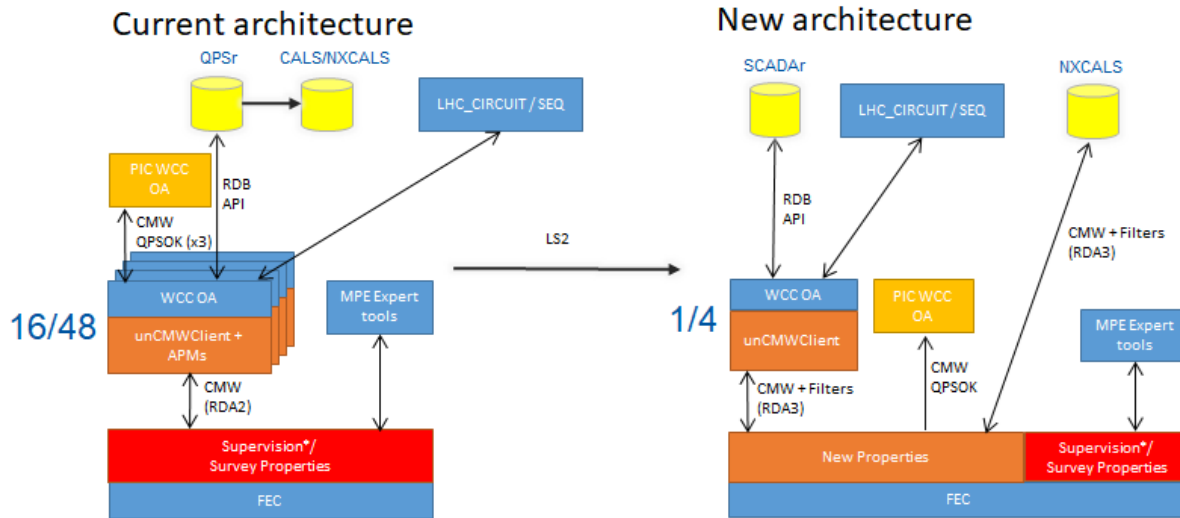 Current architecture
QPSr
CALS/NXCALS
LHC_CIRCUIT / SEQ
PIC WCC
OA
RDB
API
CMW
QPSOK (x3)
16/48
WCC OA
unCMWClient +
APMs
MPE Expert
tools
CMW
(RDA2)
Supervision*/
Survey Properties
FEC
LS2
New architecture
SCADAr
NXCALS
LHC_CIRCUIT / SEQ
RDB
API
CMW + Filters
(RDA3)
1/4
WCC OA
unCMWClient
PIC WCC
OA
MPE Expert
tools
CMW + Filters
(RDA3)
CMW
QPSOK
New Properties
Supervision*/
Survey Properties
FEC